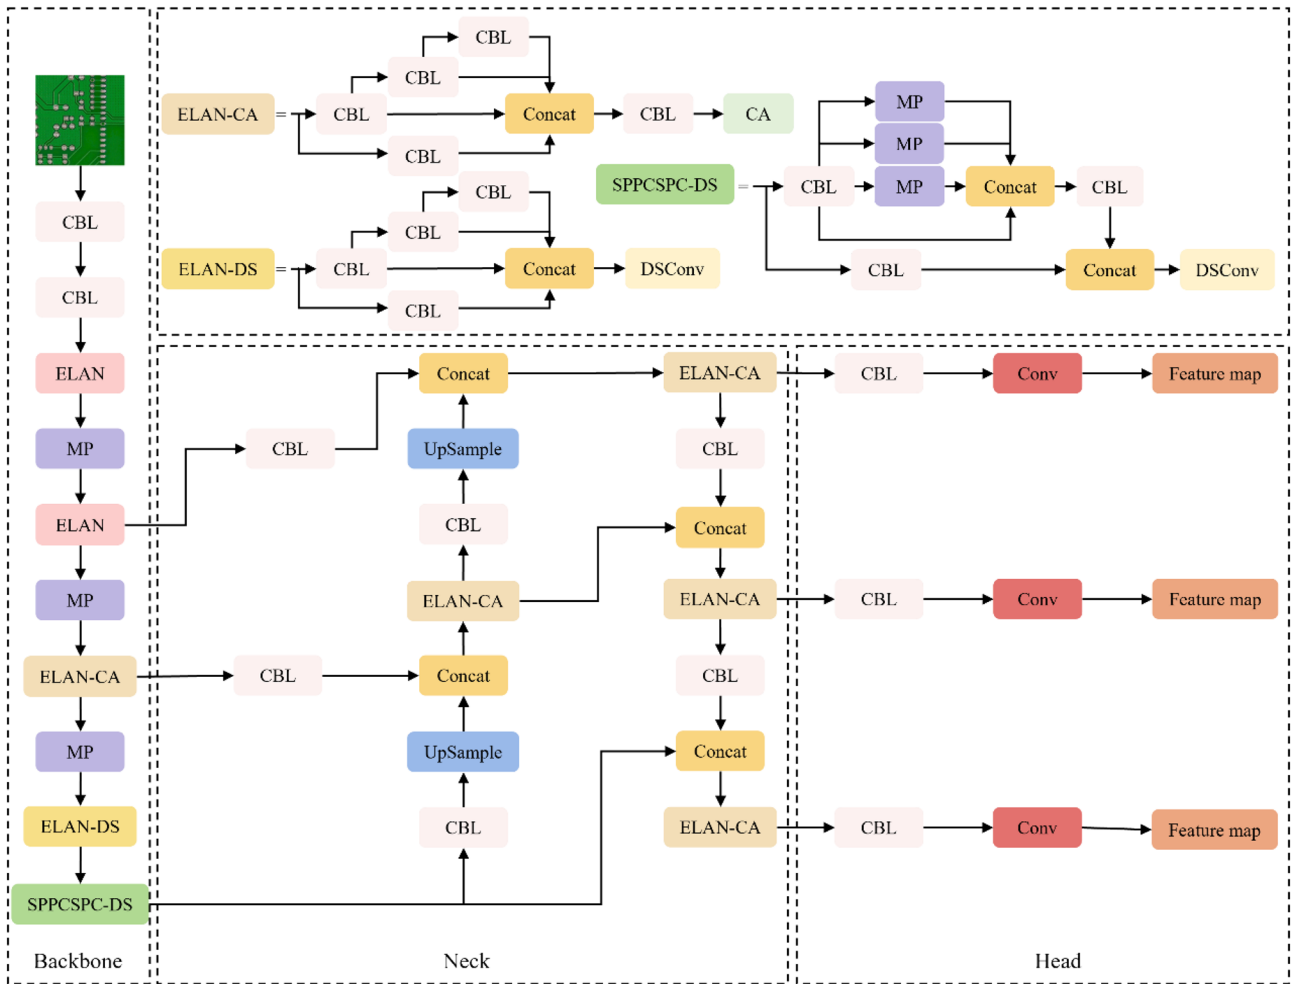 CBL
CBL
ELAN
MP
ELAN
MP
ELAN-CA
MP
ELAN-DS
SPPCSPC-DS
Backbone
ELAN-CA
=
CBL
CBL
CBL
CBL
Concat
CBL
CA
ELAN-DS
=
CBL
CBL
CBL
CBL
Concat
DSConv
SPPCSPC-DS
=
CBL
MP
MP
MP
Concat
CBL
CBL
Concat
DSConv
Concat
ELAN-CA
CBL
UpSample
CBL
CBL
Concat
ELAN-CA
ELAN-CA
CBL
Concat
CBL
UpSample
Concat
CBL
ELAN-CA
Neck
CBL
Conv
Feature map
CBL
Conv
Feature map
CBL
Conv
Feature map
Head